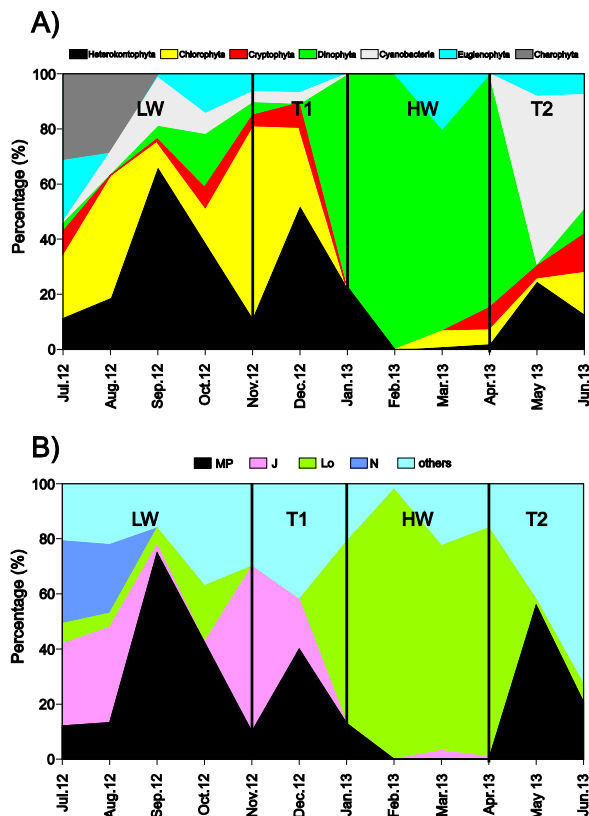 A)
Heterokontophyta Chlorophyta Cryptophyta Dinophyta Cyanobacteria Euglenophyta Charophyta
100
80
60
40
20
0
Percentage (%)
LW T1 HW T2
Jul.12 Aug.12 Sep.12 Oct.12 Nov.12 Dec.12 Jan.13 Feb.13 Mar.13 Apr.13 May 13 Jun.13
B)
MP J Lo N others
100
80
60
40
20
0
Percentage (%)
LW T1 HW T2
Jul.12 Aug.12 Sep.12 Oct.12 Nov.12 Dec.12 Jan.13 Feb.13 Mar.13 Apr.13 May 13 Jun.13